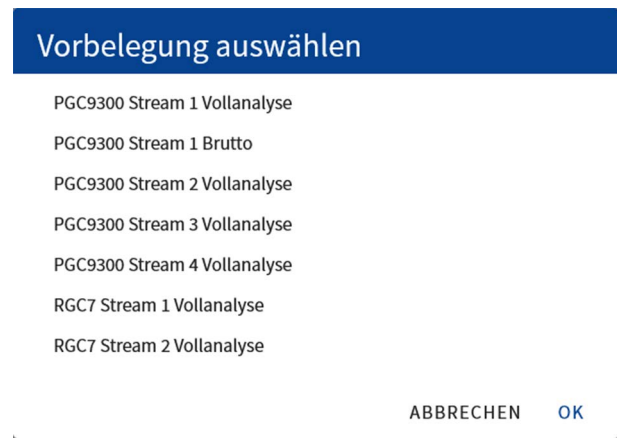 Vorbelegung auswählen
PGC9300 Stream 1 Vollanalyse
PGC9300 Stream 1 Brutto
PGC9300 Stream 2 Vollanalyse
PGC9300 Stream 3 Vollanalyse
PGC9300 Stream 4 Vollanalyse
RGC7 Stream 1 Vollanalyse
RGC7 Stream 2 Vollanalyse
ABBRECHEN OK